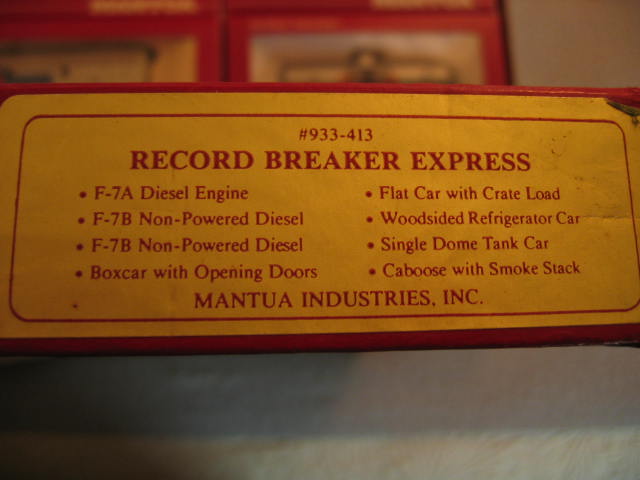 MANTUA
#933-413
RECORD BREAKER EXPRESS
• F-7A Diesel Engine
• F-7B Non-Powered Diesel
• F-7B Non-Powered Diesel
• Boxcar with Opening Doors
• Flat Car with Crate Load
• Woodsided Refrigerator Car
• Single Dome Tank Car
• Caboose with Smoke Stack
MANTUA INDUSTRIES, INC.